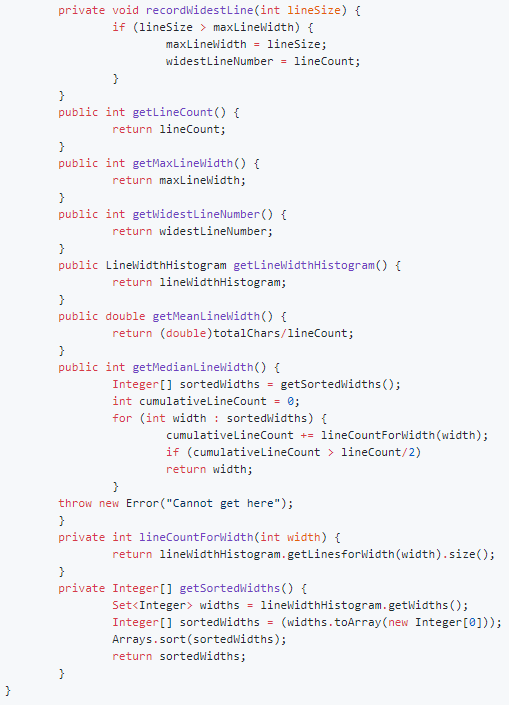 private void recordWidestLine(int lineSize) {
if (lineSize > maxLineWidth) {
maxLineWidth = lineSize;
widestLineNumber = lineCount;
}
}
public int getLineCount() {
return lineCount;
}
public int getMaxLineWidth() {
return maxLineWidth;
}
public int getWidestLineNumber() {
return widestLineNumber;
}
public LineWidthHistogram getLineWidthHistogram() {
return lineWidthHistogram;
}
public double getMeanLineWidth() {
return (double)totalChars/lineCount;
}
public int getMedianLineWidth() {
Integer[] sortedWidths = getSortedWidths();
int cumulativeLineCount = 0;
for (int width : sortedWidths) {
cumulativeLineCount += lineCountForWidth(width);
if (cumulativeLineCount > lineCount/2)
return width;
}
throw new Error("Cannot get here");
}
private int lineCountForWidth(int width) {
return lineWidthHistogram.getLinesforWidth(width).size();
}
private Integer[] getSortedWidths() {
Set<Integer> widths = lineWidthHistogram.getWidths();
Integer[] sortedWidths = (widths.toArray(new Integer[0]));
Arrays.sort(sortedWidths);
return sortedWidths;
}
}